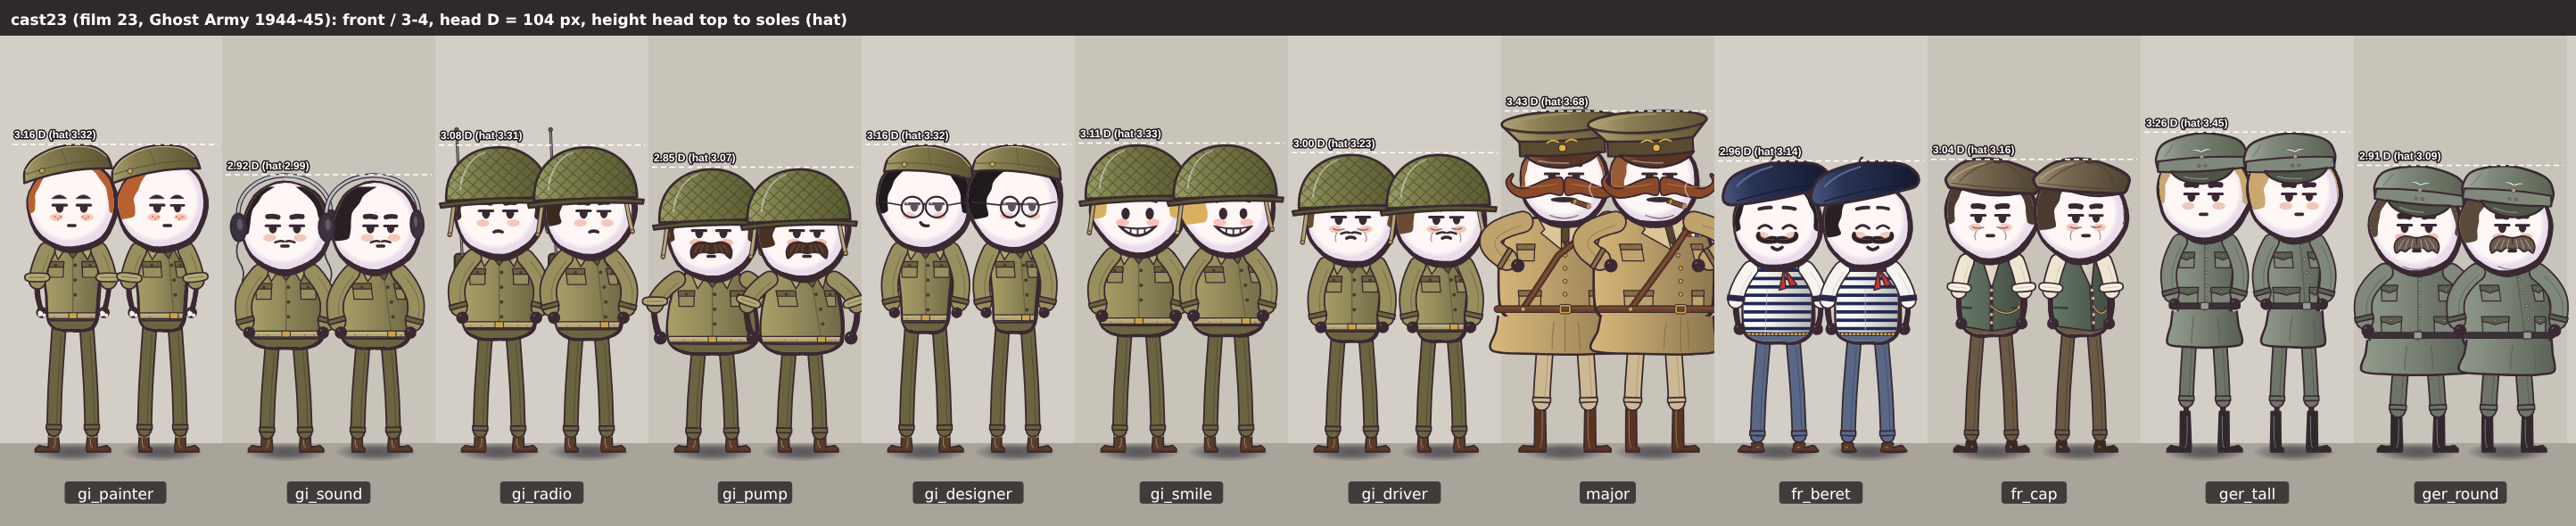 cast23 (film 23, Ghost Army 1944-45): front / 3-4, head D = 104 px, height head top to soles (hat)
3.16 D (hat 3.32)
2.92 D (hat 2.99)
3.08 D (hat 3.31)
2.85 D (hat 3.07)
3.16 D (hat 3.32)
3.11 D (hat 3.33)
3.00 D (hat 3.23)
3.43 D (hat 3.68)
2.96 D (hat 3.14)
3.04 D (hat 3.16)
3.26 D (hat 3.45)
2.91 D (hat 3.09)
gi_painter
gi_sound
gi_radio
gi_pump
gi_designer
gi_smile
gi_driver
major
fr_beret
fr_cap
ger_tall
ger_round